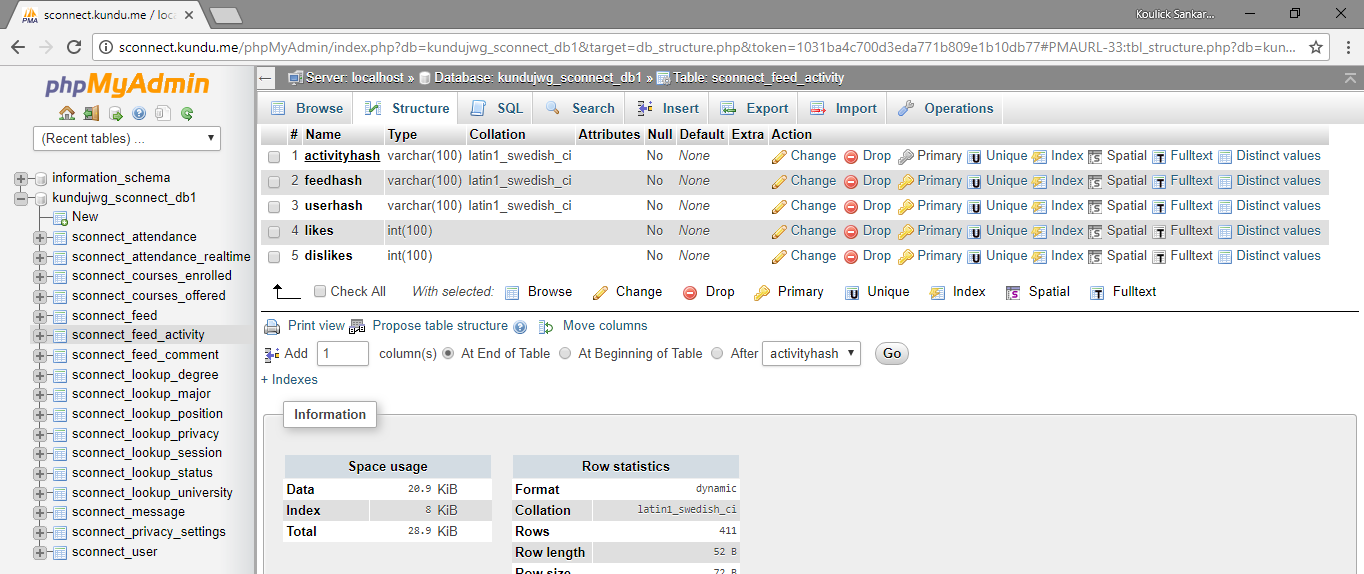 sconnect.kundu.me / loca
Koulick Sankar...
sconnect.kundu.me/phpMyAdmin/index.php?db=kundujwg_sconnect_db1&target=db_structure.php&token=1031ba4c700d3eda771b809e1b10db77#PMAURL-33:tbl_structure.php?db=kun...
phpMyAdmin
(Recent tables) ...
information_schema
kundujwg_sconnect_db1
New
sconnect_attendance
sconnect_attendance_realtime
sconnect_courses_enrolled
sconnect_courses_offered
sconnect_feed
sconnect_feed_activity
sconnect_feed_comment
sconnect_lookup_degree
sconnect_lookup_major
sconnect_lookup_position
sconnect_lookup_privacy
sconnect_lookup_session
sconnect_lookup_status
sconnect_lookup_university
sconnect_message
sconnect_privacy_settings
sconnect_user
Server: localhost » Database: kundujwg_sconnect_db1 » Table: sconnect_feed_activity
Browse Structure SQL Search Insert Export Import Operations
# Name Type Collation Attributes Null Default Extra Action
1 activityhash varchar(100) latin1_swedish_ci No None Change Drop Primary Unique Index Spatial Fulltext Distinct values
2 feedhash varchar(100) latin1_swedish_ci No None Change Drop Primary Unique Index Spatial Fulltext Distinct values
3 userhash varchar(100) latin1_swedish_ci No None Change Drop Primary Unique Index Spatial Fulltext Distinct values
4 likes int(100) No None Change Drop Primary Unique Index Spatial Fulltext Distinct values
5 dislikes int(100) No None Change Drop Primary Unique Index Spatial Fulltext Distinct values
Check All With selected: Browse Change Drop Primary Unique Index Spatial Fulltext
Print view Propose table structure Move columns
Add 1 column(s) At End of Table At Beginning of Table After activityhash Go
+ Indexes
Information
Space usage
Data 20.9 KiB
Index 8 KiB
Total 28.9 KiB
Row statistics
Format dynamic
Collation latin1_swedish_ci
Rows 411
Row length 52 B
Row size 72 B